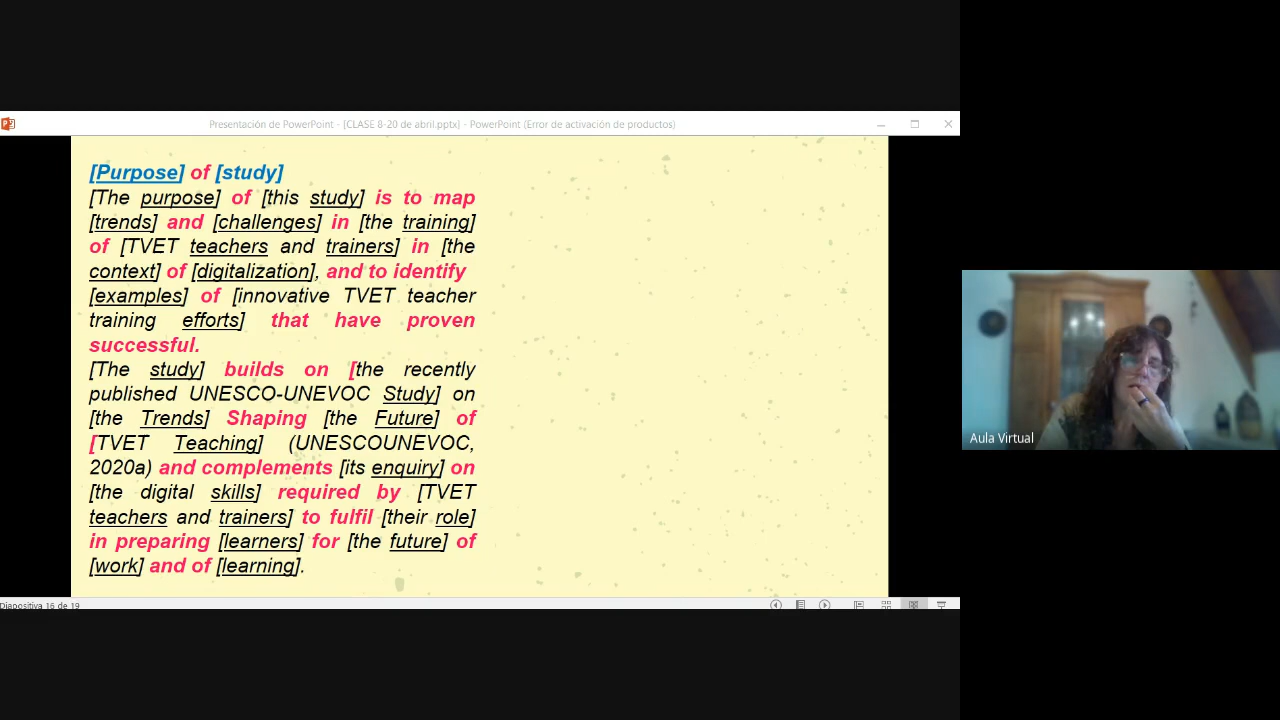 Presentación de PowerPoint - [CLASE 8-20 de abril.pptx] - PowerPoint (Error de activación de productos)
[Purpose] of [study]
[The purpose] of [this study] is to map
[trends] and [challenges] in [the training]
of [TVET teachers and trainers] in [the
context] of [digitalization], and to identify
[examples] of [innovative TVET teacher
training efforts] that have proven
successful.
[The study] builds on [the recently
published UNESCO-UNEVOC Study] on
[the Trends] Shaping [the Future] of
[TVET Teaching] (UNESCOUNEVOC,
2020a) and complements [its enquiry] on
[the digital skills] required by [TVET
teachers and trainers] to fulfil [their role]
in preparing [learners] for [the future] of
[work] and of [learning].
Diapositiva 16 de 19
Aula Virtual